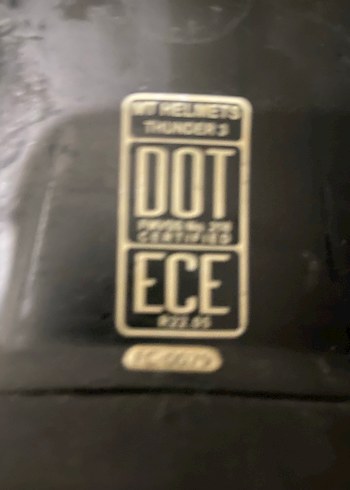 MT HELMETS
THUNDER 3
DOT
FMVSS No. 218
CERTIFIED
ECE
R22.05